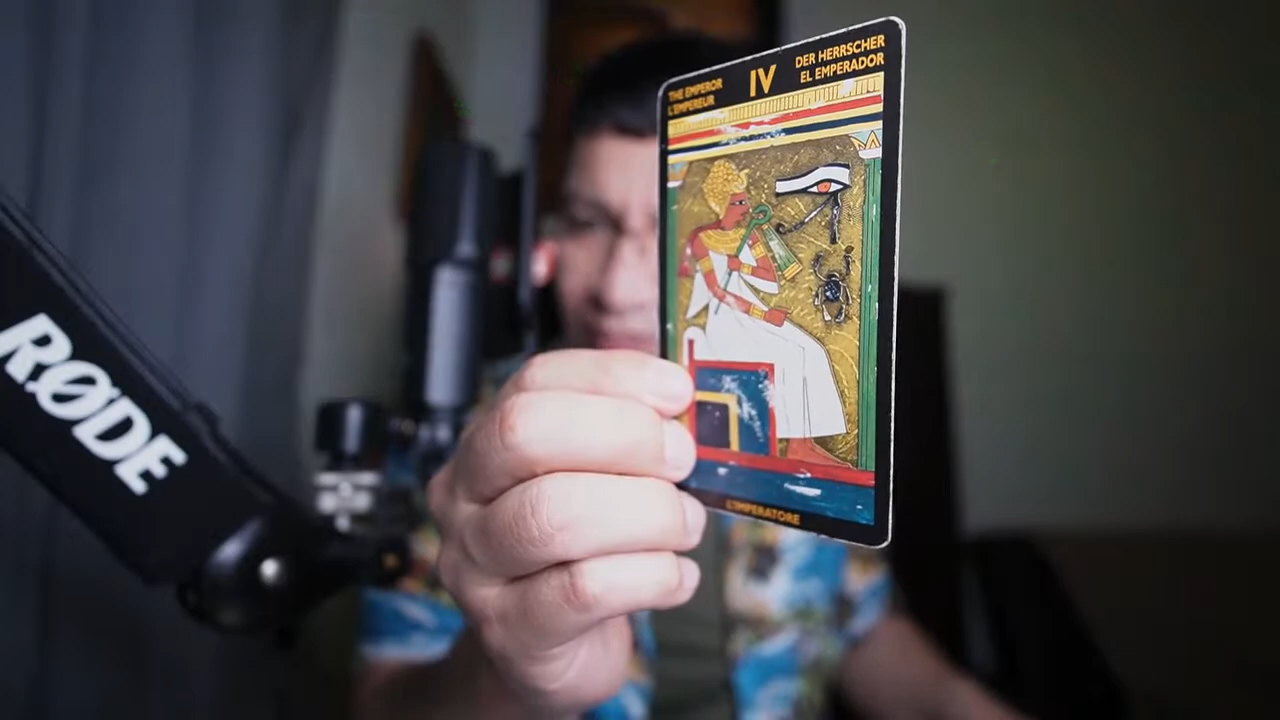 THE EMPEROR
L'EMPEREUR
IV
DER HERRSCHER
EL EMPERADOR
L'IMPERATORE
RØDE